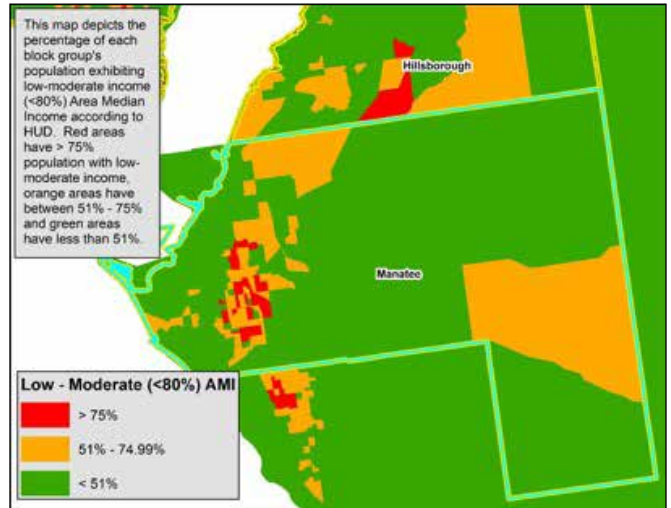 This map depicts the
percentage of each
block group's
population exhibiting
low-moderate income
(<80%) Area Median
Income according to
HUD. Red areas
have > 75%
population with low-
moderate income,
orange areas have
between 51% - 75%
and green areas
have less than 51%.
Hillsborough
Manatee
Low - Moderate (<80%) AMI
> 75%
51% - 74.99%
< 51%